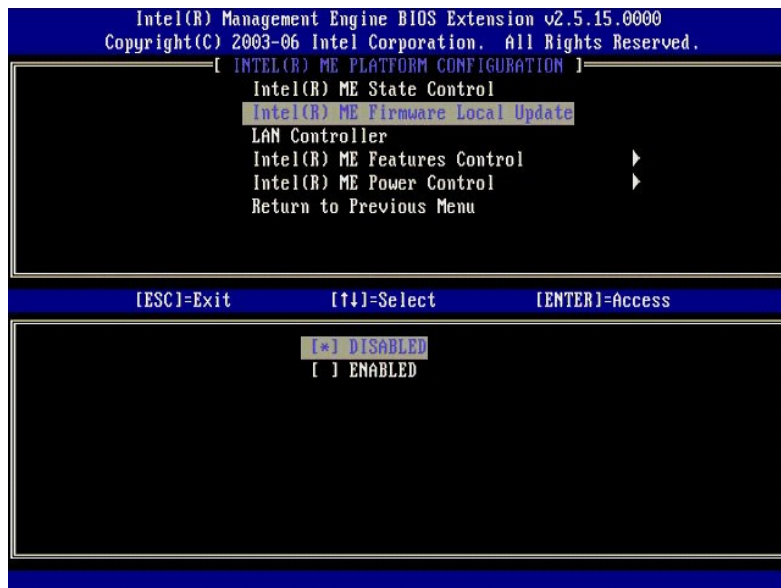 Intel(R) Management Engine BIOS Extension v2.5.15.0000
Copyright(C) 2003-06 Intel Corporation. All Rights Reserved.
[ INTEL(R) ME PLATFORM CONFIGURATION ]
Intel(R) ME State Control
Intel(R) ME Firmware Local Update
LAN Controller
Intel(R) ME Features Control ►
Intel(R) ME Power Control ►
Return to Previous Menu
[ESC]=Exit [↑↓]=Select [ENTER]=Access
[*] DISABLED
[ ] ENABLED